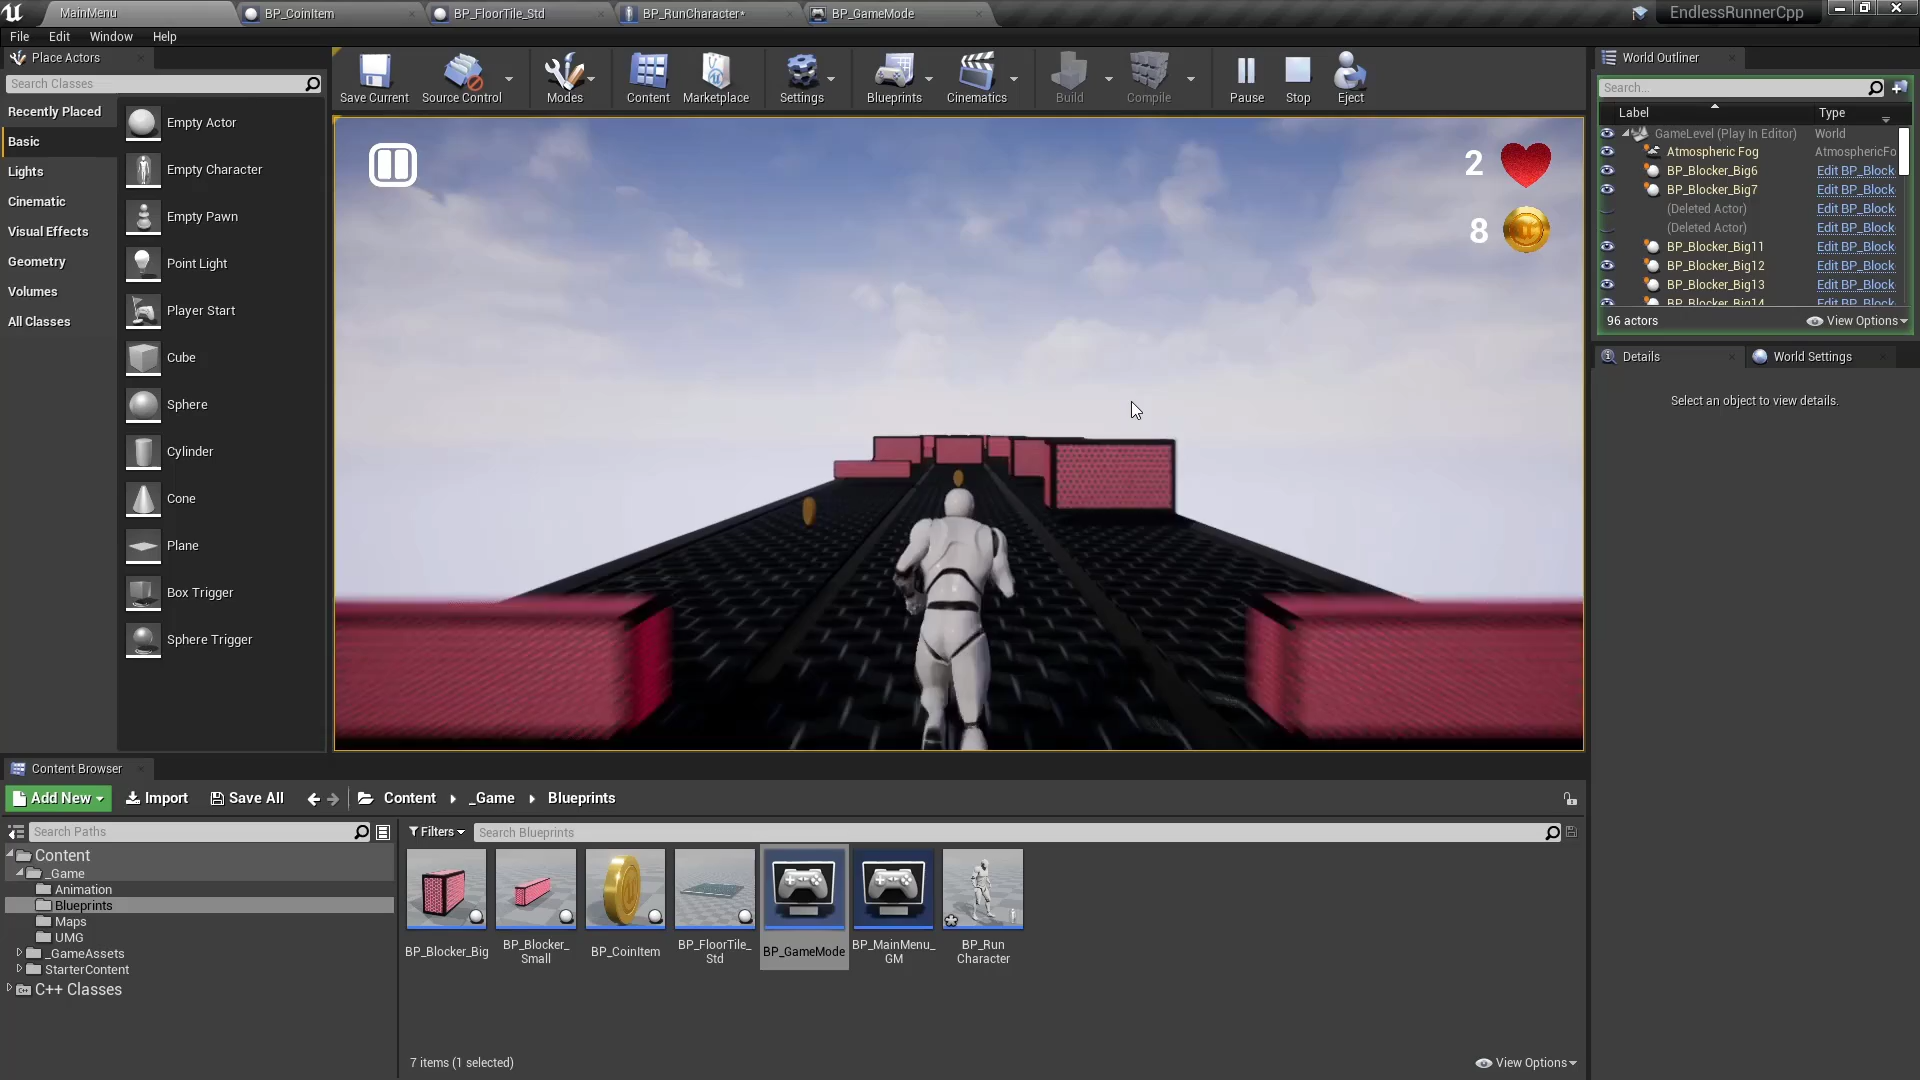 MainMenu
BP_CoinItem
BP_FloorTile_Std
BP_RunCharacter*
BP_GameMode
EndlessRunnerCpp
File Edit Window Help
Place Actors
Search Classes
Recently Placed
Basic
Lights
Cinematic
Visual Effects
Geometry
Volumes
All Classes
Empty Actor
Empty Character
Empty Pawn
Point Light
Player Start
Cube
Sphere
Cylinder
Cone
Plane
Box Trigger
Sphere Trigger
Save Current
Source Control
Modes
Content
Marketplace
Settings
Blueprints
Cinematics
Build
Compile
Pause
Stop
Eject
2
8
World Outliner
Search...
Label Type
GameLevel (Play In Editor) World
Atmospheric Fog AtmosphericFo
BP_Blocker_Big6 Edit BP_Block
BP_Blocker_Big7 Edit BP_Block
(Deleted Actor) Edit BP_Block
(Deleted Actor) Edit BP_Block
BP_Blocker_Big11 Edit BP_Block
BP_Blocker_Big12 Edit BP_Block
BP_Blocker_Big13 Edit BP_Block
BP_Blocker_Big14 Edit BP_Block
96 actors View Options
Details
World Settings
Select an object to view details.
Content Browser
Add New Import Save All Content _Game Blueprints
Search Paths
Filters
Search Blueprints
Content
_Game
Animation
Blueprints
Maps
UMG
_GameAssets
StarterContent
C++ Classes
BP_Blocker_Big
BP_Blocker_
Small
BP_CoinItem
BP_FloorTile_
Std
BP_GameMode
BP_MainMenu_
GM
BP_Run
Character
7 items (1 selected)
View Options